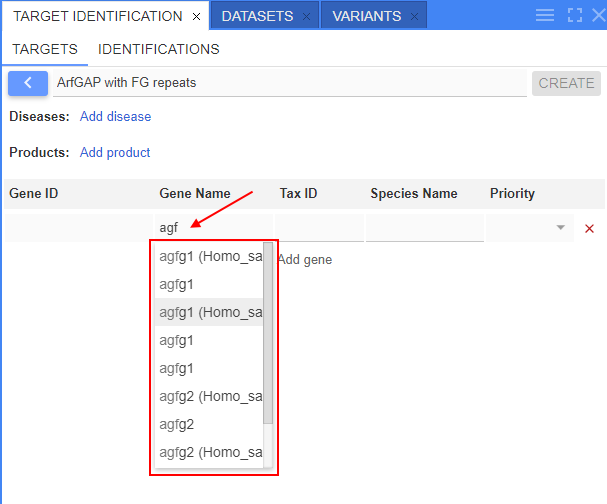 TARGET IDENTIFICATION × DATASETS × VARIANTS ×
TARGETS IDENTIFICATIONS
ArfGAP with FG repeats CREATE
Diseases: Add disease
Products: Add product
Gene ID Gene Name Tax ID Species Name Priority
agf
agfg1 (Homo_sa
Add gene
agfg1
agfg1 (Homo_sa
agfg1
agfg1
agfg2 (Homo_sa
agfg2
agfg2 (Homo_sa